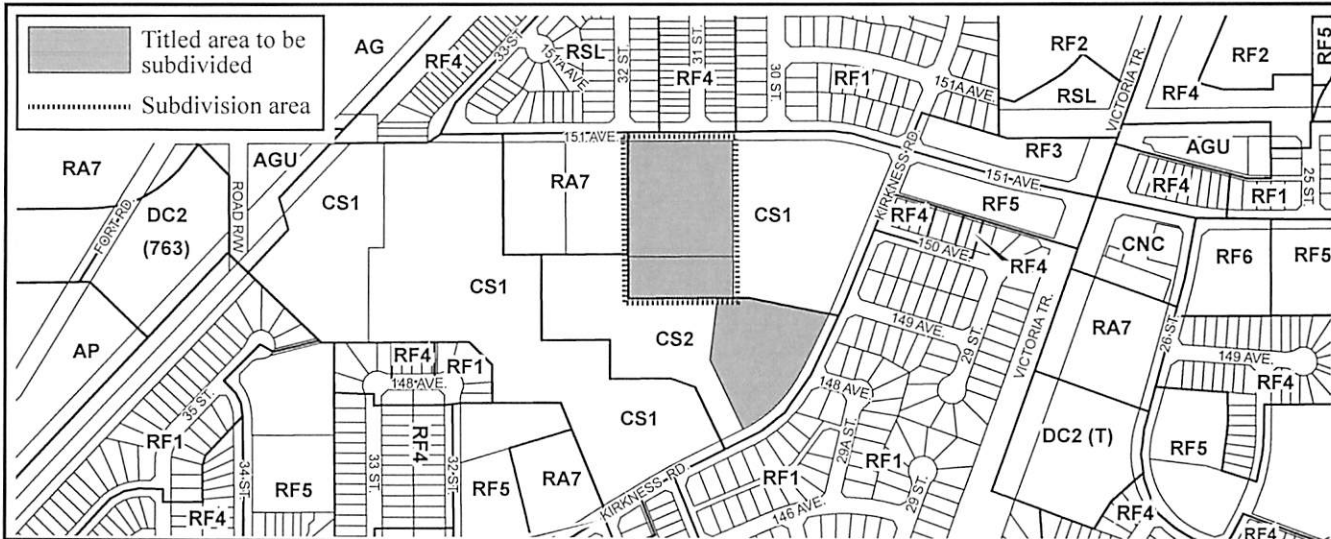 Titled area to be
subdivided
Subdivision area
AG
RF4
33 ST
151A AVE
RSL
32 ST.
31 ST.
RF4
30 ST.
RF1
151A AVE.
RF2
RSL
VICTORIA TR.
RF2
RF4
RF5
RA7
FORT RD.
DC2
(763)
ROAD R/W
AGU
CS1
151 AVE.
RA7
CS1
KIRKNESS RD
RF3
151 AVE.
RF5
AGU
RF4
RF1
25 ST.
AP
CS1
CS2
RF4
150 AVE.
RF4
CNC
RF6
RF5
149 AVE.
29 ST.
VICTORIA TR.
RA7
26 ST.
149 AVE.
RF4
35 ST.
RF1
34 ST.
RF4
RF5
RF4
148 AVE.
RF1
33 ST.
RF4
32 ST.
RF5
RA7
CS1
KIRKNESS RD
148 AVE.
29A ST.
RF1
RF1
146 AVE.
29 ST.
DC2 (T)
RF5
RF4
RF4